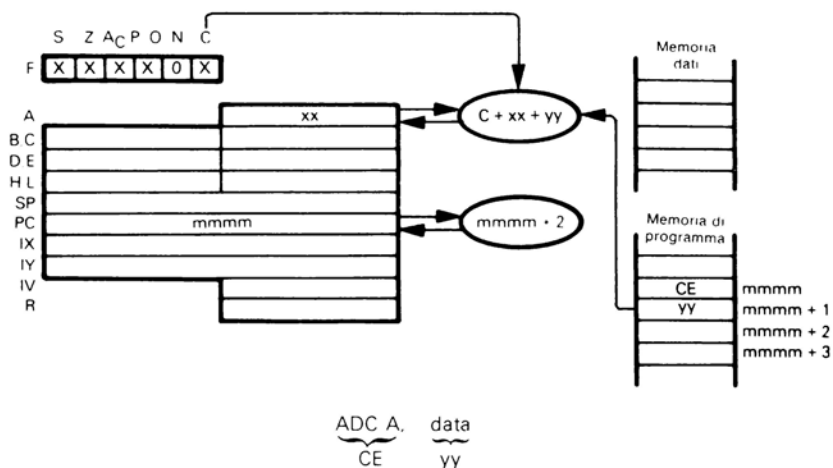 S Z AC P O N C
F X X X X 0 X
A xx
B C
D E
H L
SP
PC mmmm
IX
IY
IV
R
C + xx + yy
mmmm + 2
Memoria
dati
Memoria di
programma
CE mmmm
yy mmmm + 1
mmmm + 2
mmmm + 3
ADC A, data
CE yy